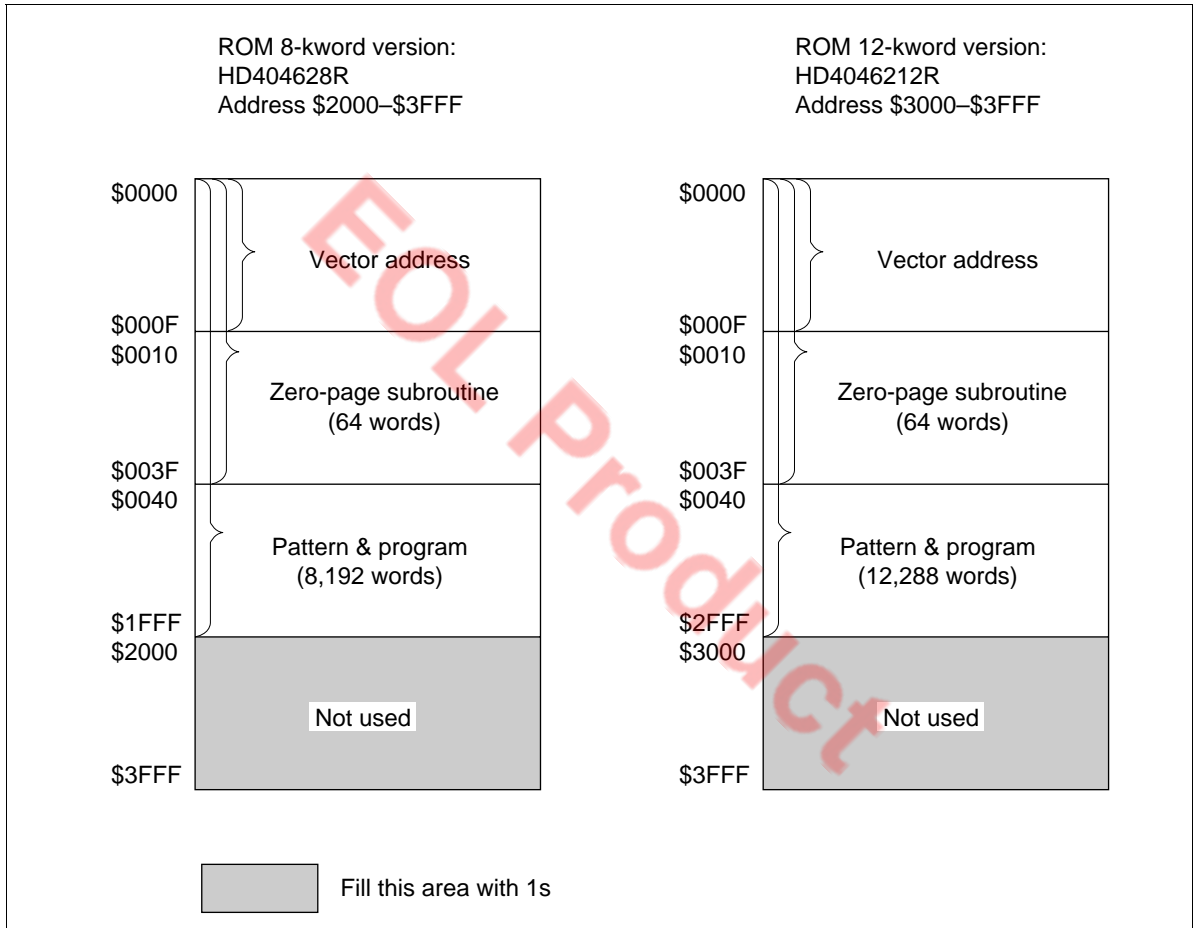 ROM 8-kword version:
HD404628R
Address $2000–$3FFF
$0000
Vector address
$000F
$0010
Zero-page subroutine
(64 words)
$003F
$0040
Pattern & program
(8,192 words)
$1FFF
$2000
Not used
$3FFF
ROM 12-kword version:
HD4046212R
Address $3000–$3FFF
$0000
Vector address
$000F
$0010
Zero-page subroutine
(64 words)
$003F
$0040
Pattern & program
(12,288 words)
$2FFF
$3000
Not used
$3FFF
Fill this area with 1s
EOL Product